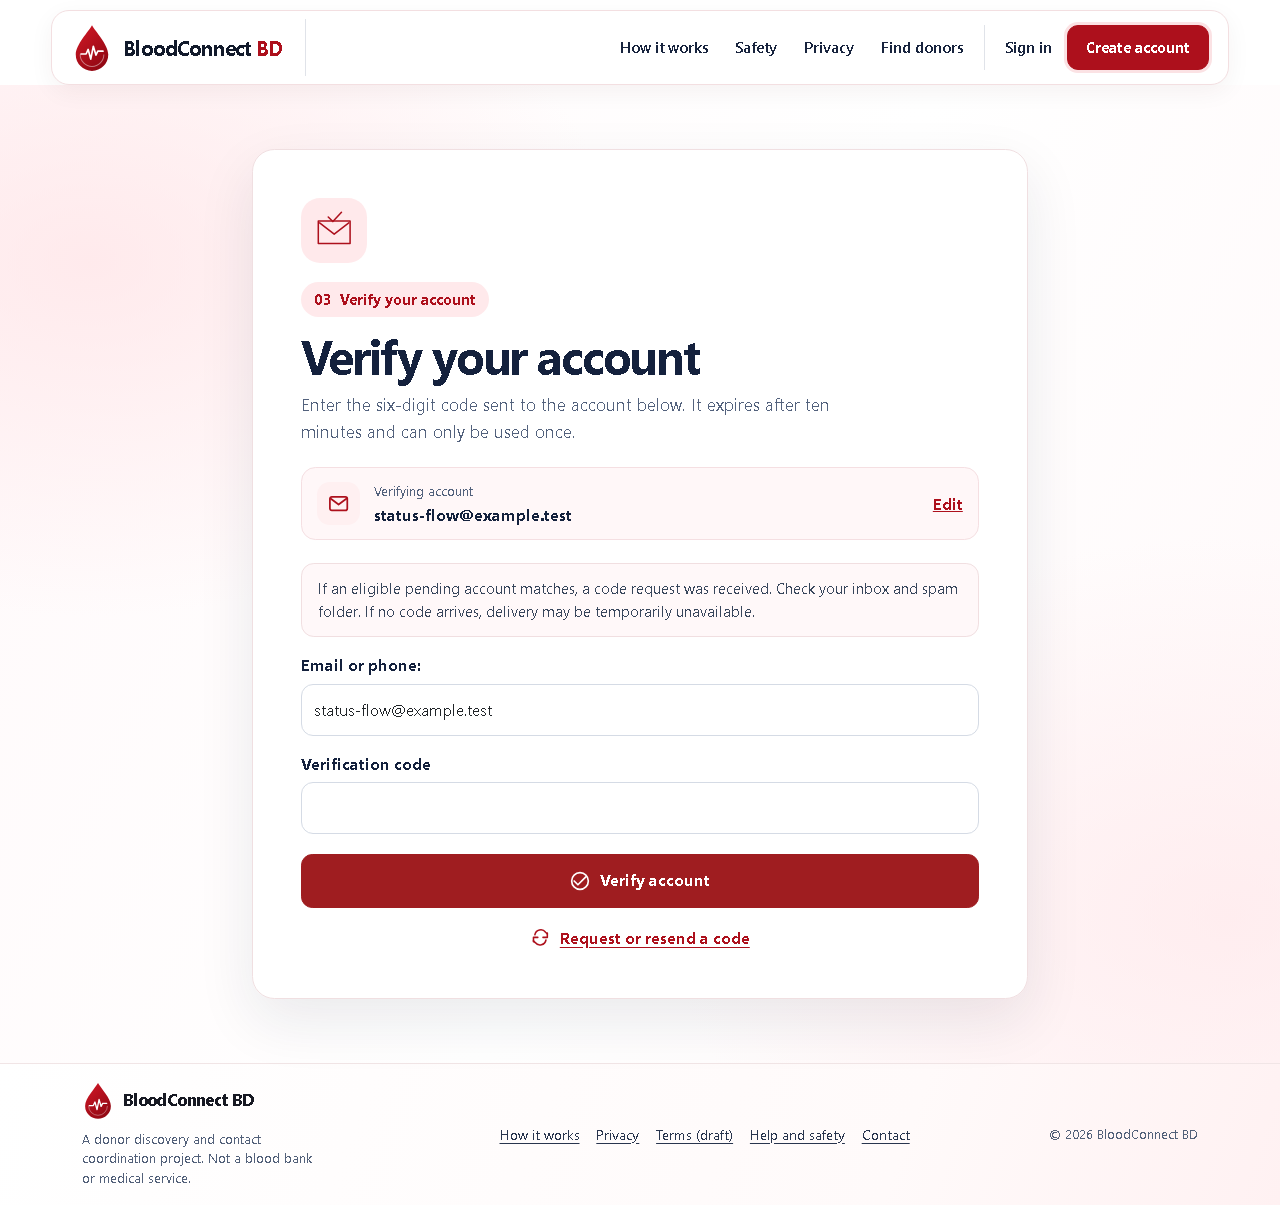 BloodConnect BD
How it works
Safety
Privacy
Find donors
Sign in
Create account
03 Verify your account
Verify your account
Enter the six-digit code sent to the account below. It expires after ten
minutes and can only be used once.
Verifying account
status-flow@example.test
Edit
If an eligible pending account matches, a code request was received. Check your inbox and spam
folder. If no code arrives, delivery may be temporarily unavailable.
Email or phone:
status-flow@example.test
Verification code
Verify account
Request or resend a code
BloodConnect BD
A donor discovery and contact
coordination project. Not a blood bank
or medical service.
How it works
Privacy
Terms (draft)
Help and safety
Contact
© 2026 BloodConnect BD